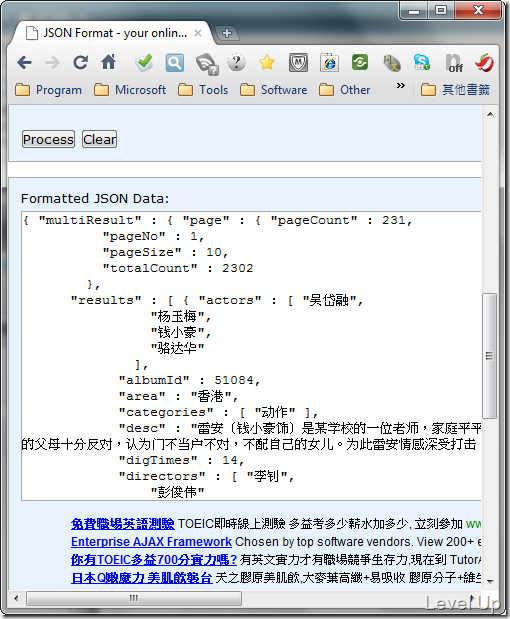 JSON Format - your onlin...
off
Program Microsoft Tools Software Other » 其他書籤
Process Clear
Formatted JSON Data:
{ "multiResult" : { "page" : { "pageCount" : 231,
"pageNo" : 1,
"pageSize" : 10,
"totalCount" : 2302
},
"results" : [ { "actors" : [ "吴岱融",
"杨玉梅",
"钱小豪",
"骆达华"
],
"albumId" : 51084,
"area" : "香港",
"categories" : [ "动作" ],
"desc" : "雷安〔钱小豪饰〕是某学校的一位老师，家庭平平
的父母十分反对，认为门不当户不对，不配自己的女儿。为此雷安情感深受打击
"digTimes" : 14,
"directors" : [ "李钊",
"彭俊伟"
免費職場英語測驗 TOEIC即時線上測驗 多益考多少薪水加多少, 立刻參加 ww
Enterprise AJAX Framework Chosen by top software vendors. View 200+ e
你有TOEIC多益700分實力嗎? 有英文實力才有職場競爭生存力,現在到 TutorA
日本Q嫩魔力 美肌飲襲台 天之膠原美肌飲,大麥葉高纖+易吸收 膠原分子+維生
Level Up